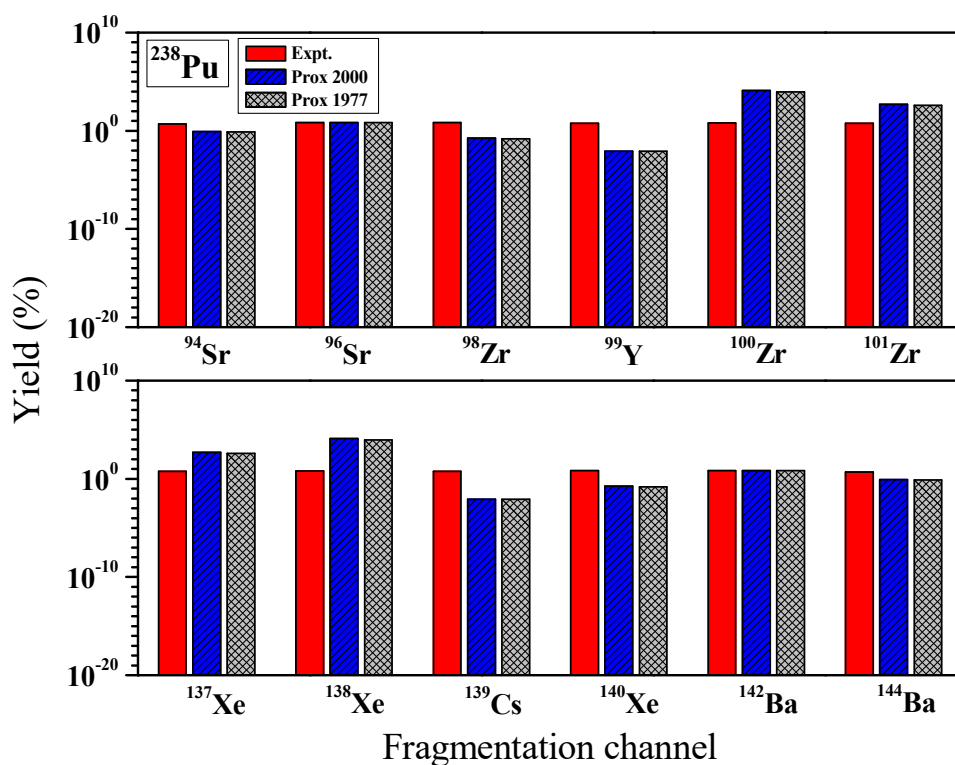 10^10
10^0
10^-10
10^-20
^238Pu
Expt.
Prox 2000
Prox 1977
^94Sr ^96Sr ^98Zr ^99Y ^100Zr ^101Zr
Yield (%)
10^10
10^0
10^-10
10^-20
^137Xe ^138Xe ^139Cs ^140Xe ^142Ba ^144Ba
Fragmentation channel